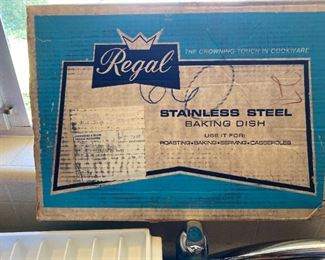 Regal
THE CROWNING TOUCH IN COOKWARE
STAINLESS STEEL
BAKING DISH
USE IT FOR:
ROASTING•BAKING•SERVING•CASSEROLES